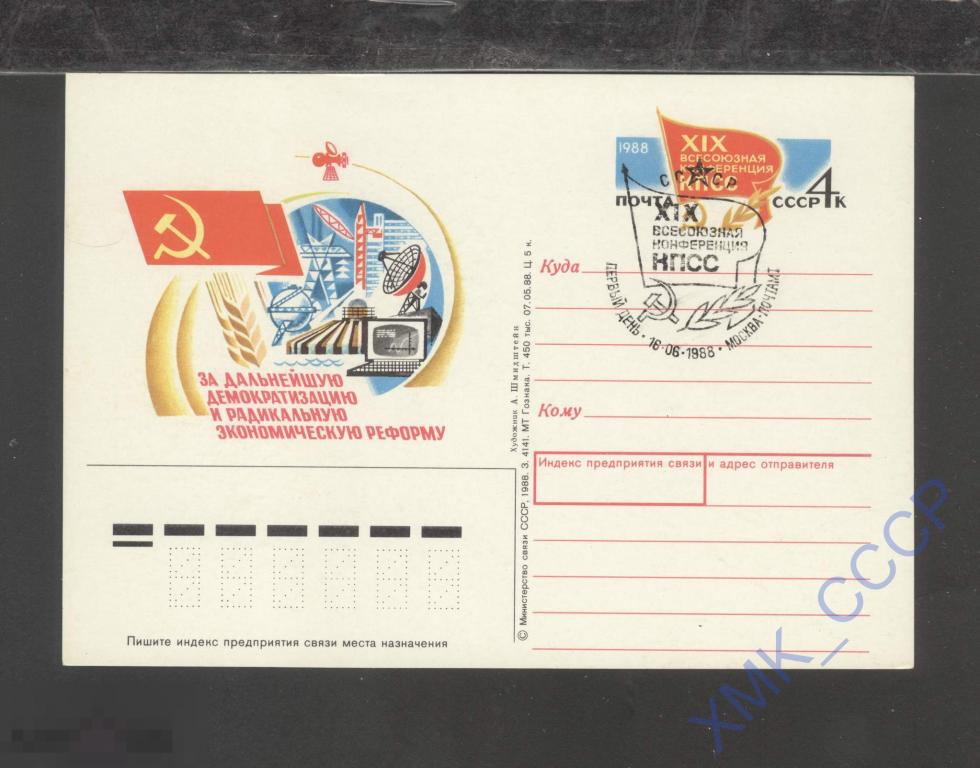 1988
XIX
ВСЕСОЮЗНАЯ
КОНФЕРЕНЦИЯ
КПСС
ПОЧТА СССР 4К
СССР
XIX
ВСЕСОЮЗНАЯ
КОНФЕРЕНЦИЯ
КПСС
ПЕРВЫЙ ДЕНЬ · 16-06-1988 · МОСКВА-ПОЧТАМТ
ЗА ДАЛЬНЕЙШУЮ
ДЕМОКРАТИЗАЦИЮ
И РАДИКАЛЬНУЮ
ЭКОНОМИЧЕСКУЮ РЕФОРМУ
Художник А. Шмидштейн
© Министерство связи СССР, 1988. З. 4141. МТ Гознака. Т. 450 тыс. 07.05.88. Ц. 5 к.
Куда
Кому
Индекс предприятия связи и адрес отправителя
Пишите индекс предприятия связи места назначения
ХМК_СССР